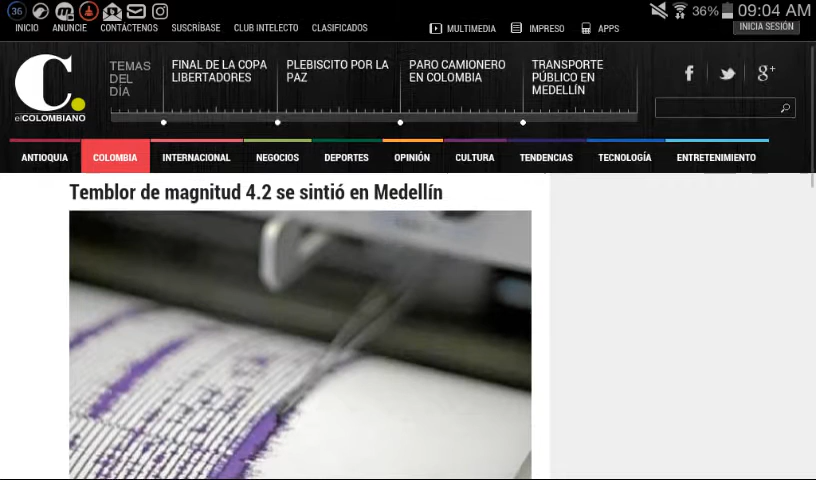 36
36% 09:04 AM
INICIO ANUNCIE CONTÁCTENOS SUSCRÍBASE CLUB INTELECTO CLASIFICADOS MULTIMEDIA IMPRESO APPS INICIA SESIÓN
TEMAS
DEL
DÍA
FINAL DE LA COPA
LIBERTADORES
PLEBISCITO POR LA
PAZ
PARO CAMIONERO
EN COLOMBIA
TRANSPORTE
PÚBLICO EN
MEDELLÍN
f g+
C.
elCOLOMBIANO
ANTIOQUIA COLOMBIA INTERNACIONAL NEGOCIOS DEPORTES OPINIÓN CULTURA TENDENCIAS TECNOLOGÍA ENTRETENIMIENTO
Temblor de magnitud 4.2 se sintió en Medellín